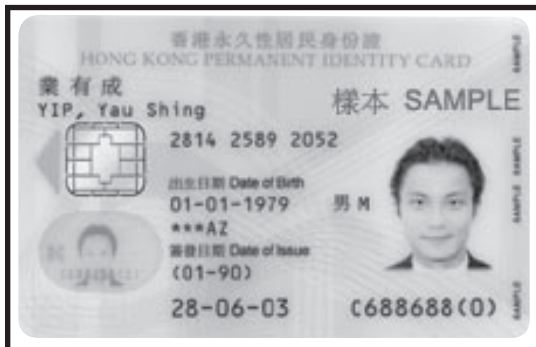 香港永久性居民身份證
HONG KONG PERMANENT IDENTITY CARD
業有成
YIP, Yau Shing
樣本 SAMPLE
2814 2589 2052
出生日期 Date of Birth
01-01-1979 男 M
***AZ
簽發日期 Date of Issue
(01-90)
28-06-03
C688688(0)
SAMPLE
SAMPLE
SAMPLE
SAMPLE